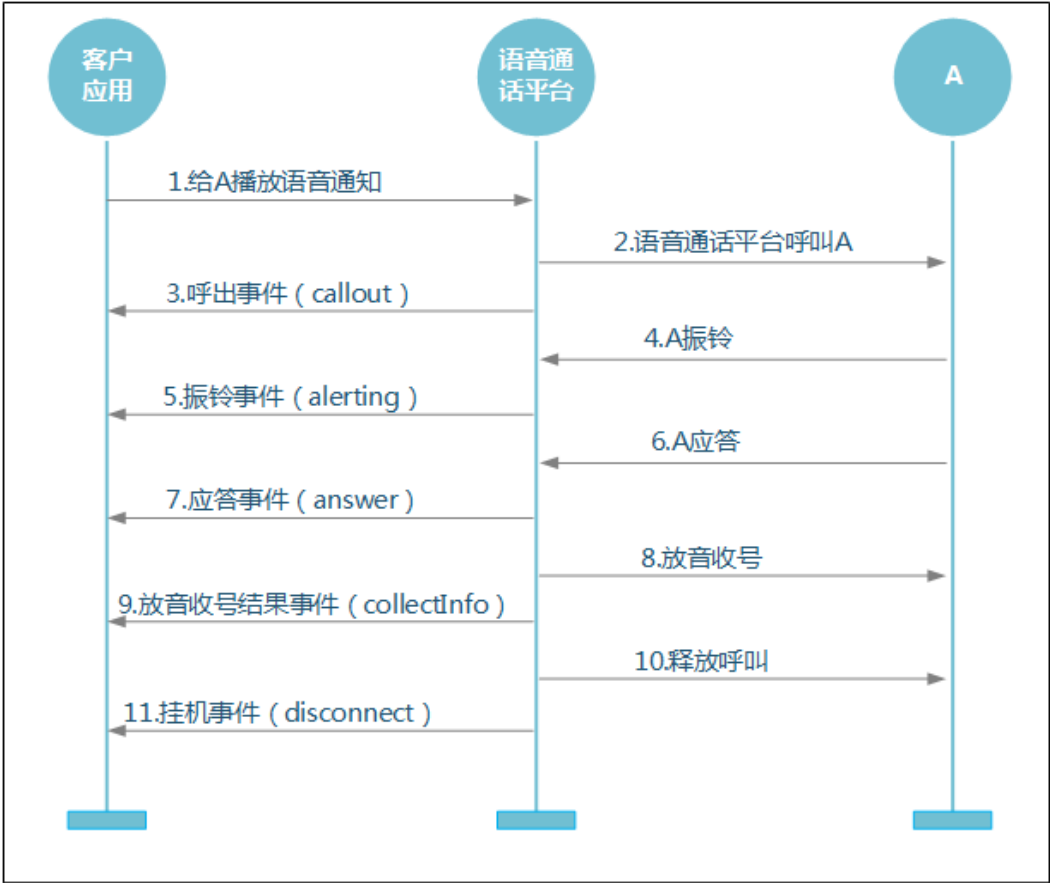 客户
应用
语音通
话平台
A
1.给A播放语音通知
2.语音通话平台呼叫A
3.呼出事件（callout）
4.A振铃
5.振铃事件（alerting）
6.A应答
7.应答事件（answer）
8.放音收号
9.放音收号结果事件（collectInfo）
10.释放呼叫
11.挂机事件（disconnect）